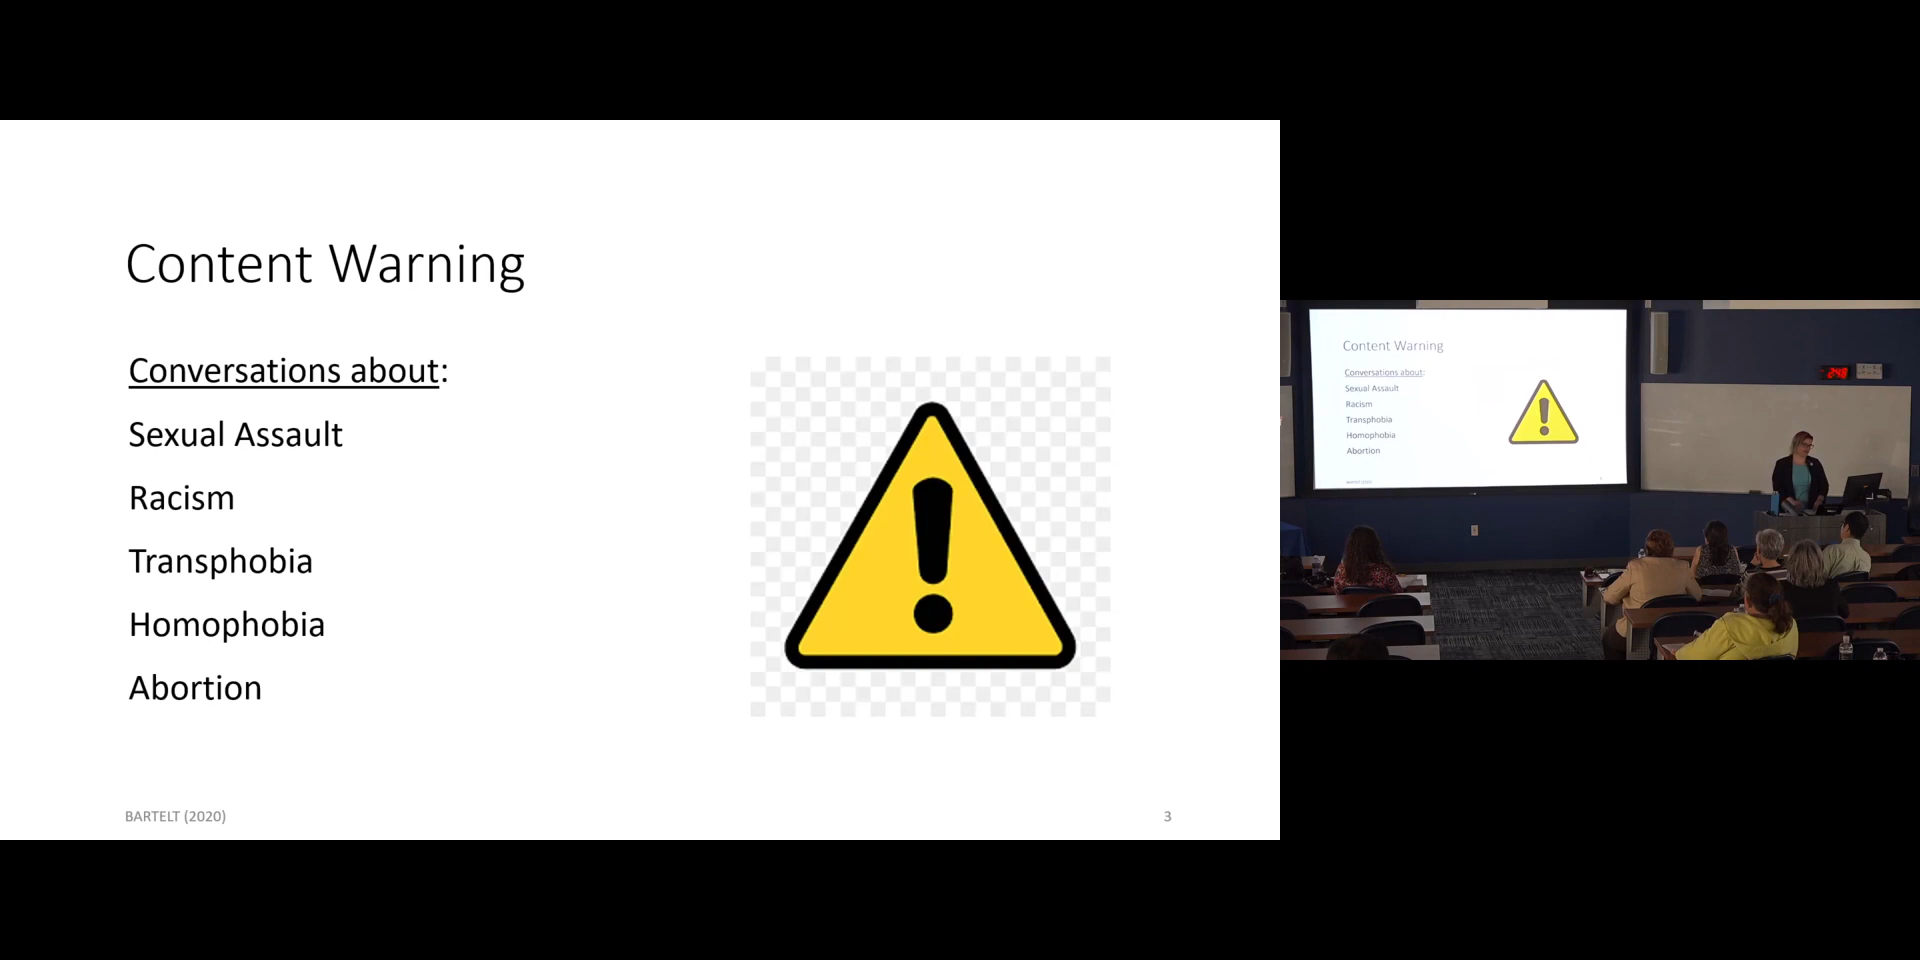 Content Warning
Conversations about:
Sexual Assault
Racism
Transphobia
Homophobia
Abortion
BARTELT (2020)
3
Content Warning
Conversations about:
Sexual Assault
Racism
Transphobia
Homophobia
Abortion